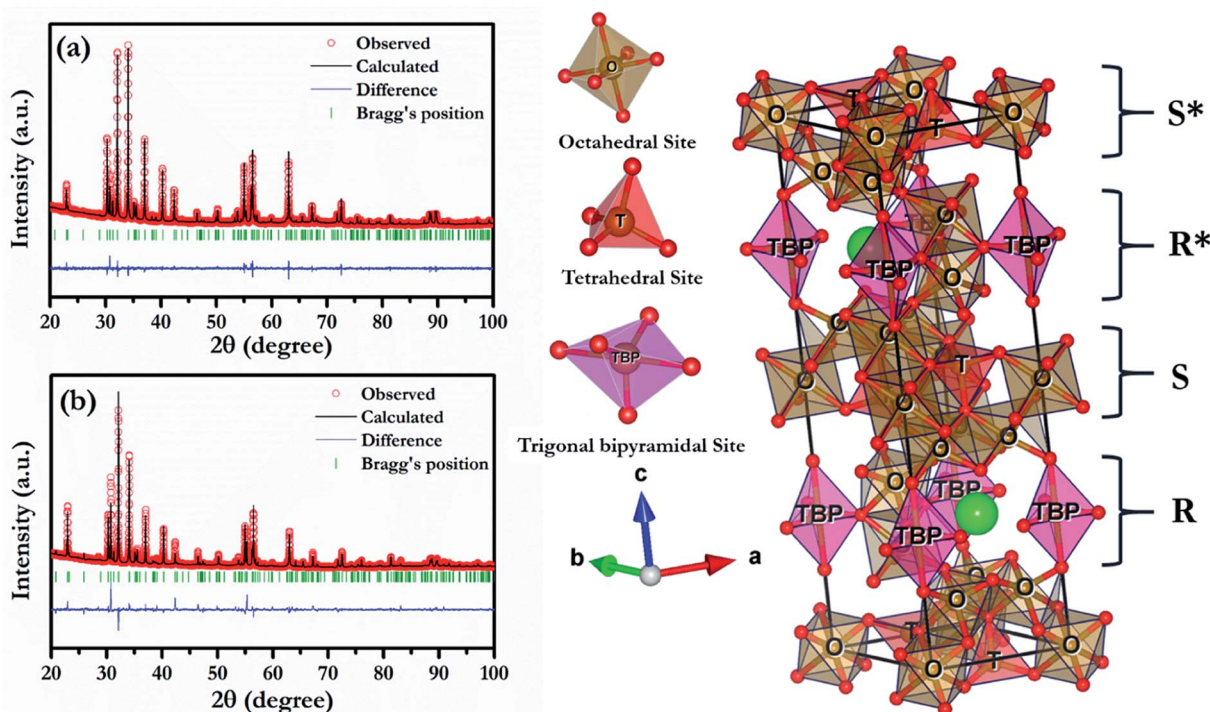 (a)
Observed
Calculated
Difference
Bragg's position
Intensity (a.u.)
20 30 40 50 60 70 80 90 100
2θ (degree)
(b)
Observed
Calculated
Difference
Bragg's position
Intensity (a.u.)
20 30 40 50 60 70 80 90 100
2θ (degree)
O
Octahedral Site
T
Tetrahedral Site
TBP
Trigonal bipyramidal Site
c
b
a
O
T
O
O
O
T
O
O
S*
O
TBP
TBP
TBP
O
R*
O
O
T
O
O
O
S
O
O
O
TBP
TBP
TBP
TBP
R
O
O
O
O
O
T
O